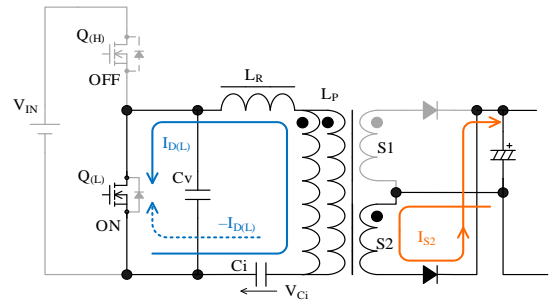 Q(H)
OFF
VIN
LR
LP
ID(L)
S1
+
Q(L)
Cv
ON
−ID(L)
S2
IS2
Ci
VCi